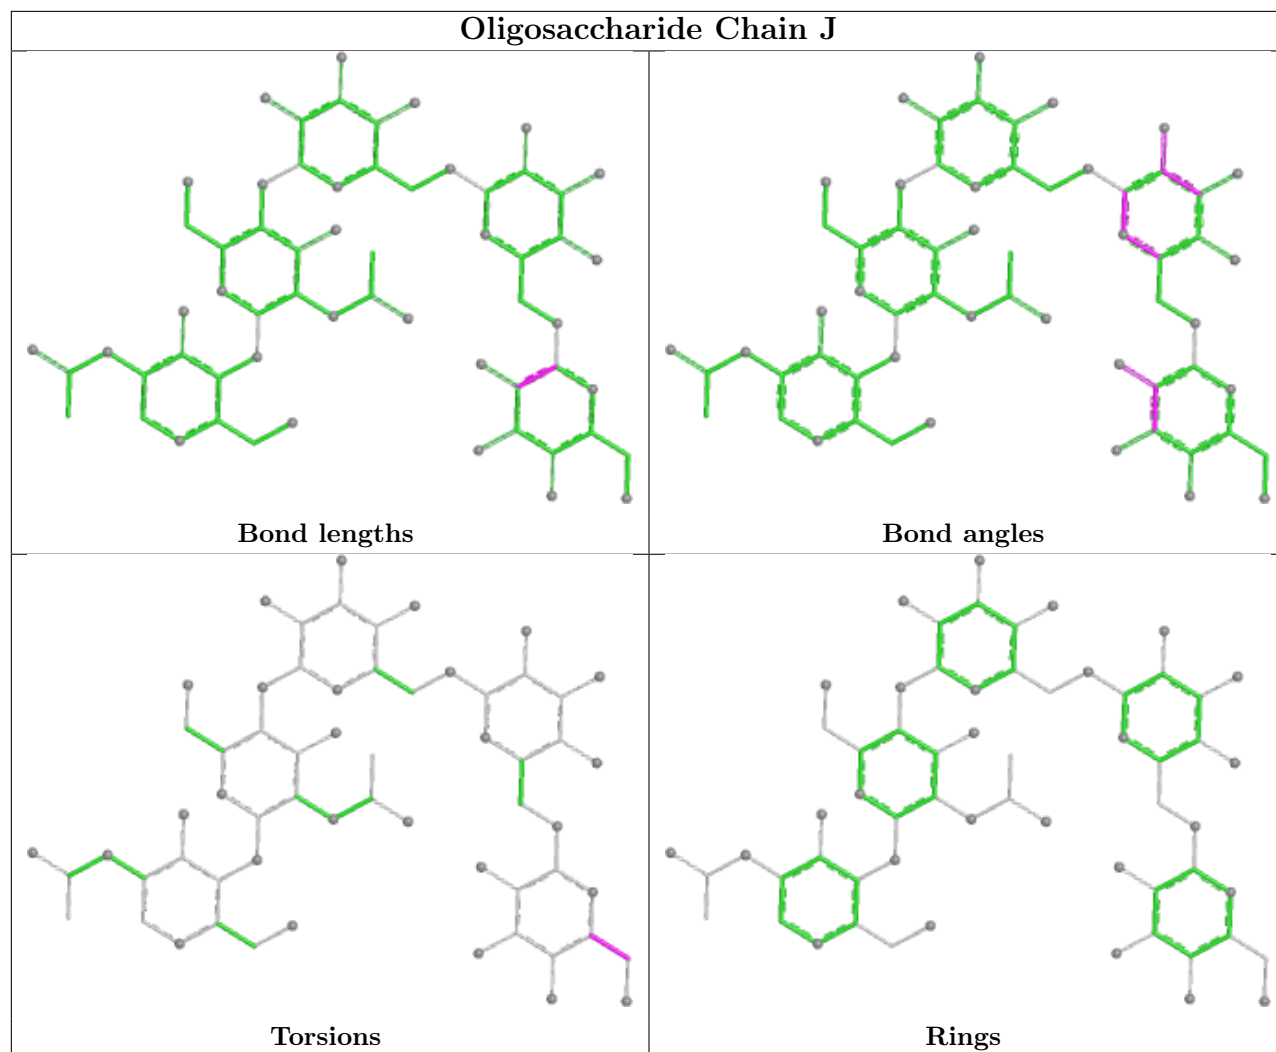 Oligosaccharide Chain J
Bond lengths
Bond angles
Torsions
Rings